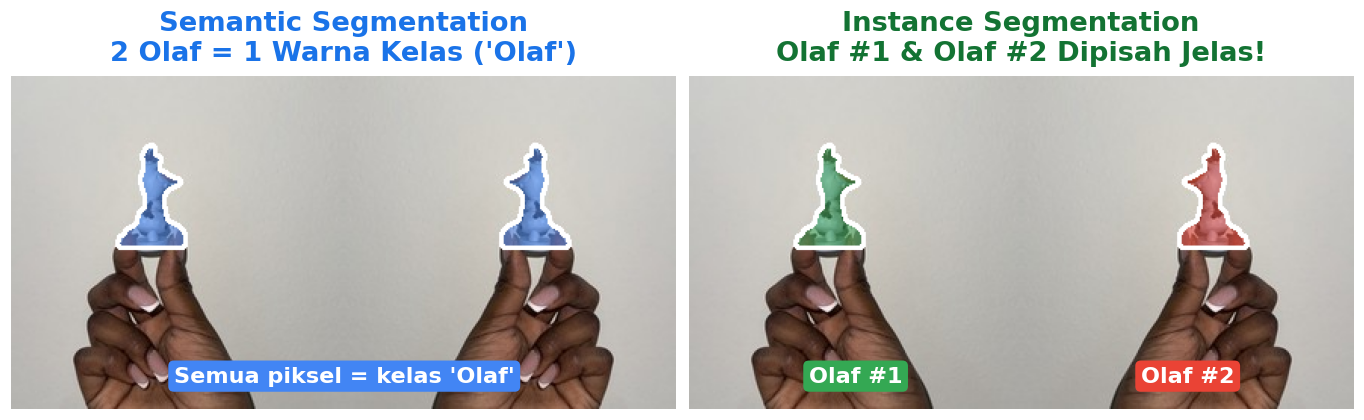 Semantic Segmentation
2 Olaf = 1 Warna Kelas ('Olaf')
Semua piksel = kelas 'Olaf'
Instance Segmentation
Olaf #1 & Olaf #2 Dipisah Jelas!
Olaf #1
Olaf #2